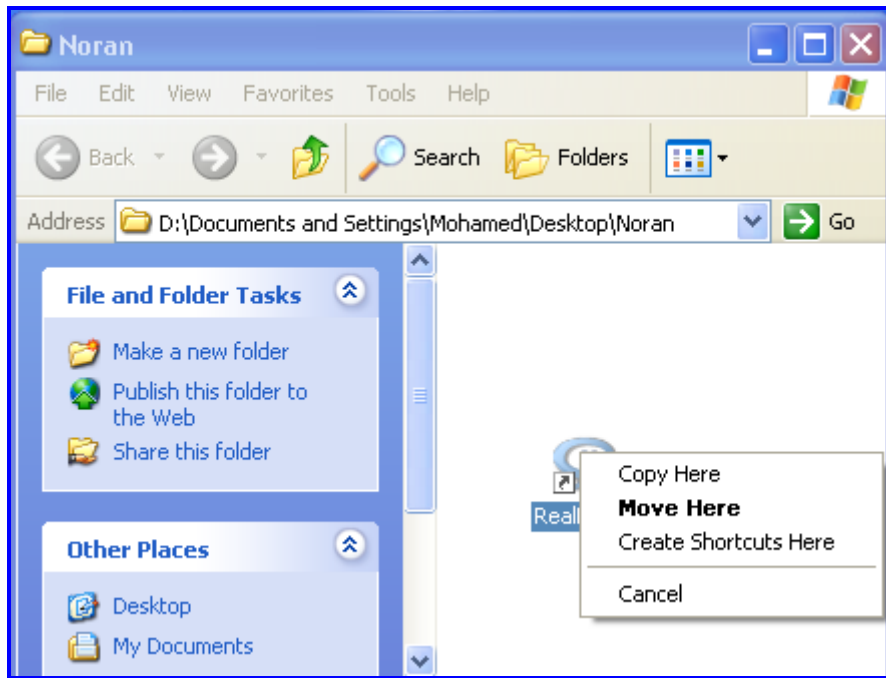 Noran
File Edit View Favorites Tools Help
Back Search Folders
Address D:\Documents and Settings\Mohamed\Desktop\Noran Go
File and Folder Tasks
Make a new folder
Publish this folder to
the Web
Share this folder
Other Places
Desktop
My Documents
Copy Here
Move Here
Create Shortcuts Here
Cancel